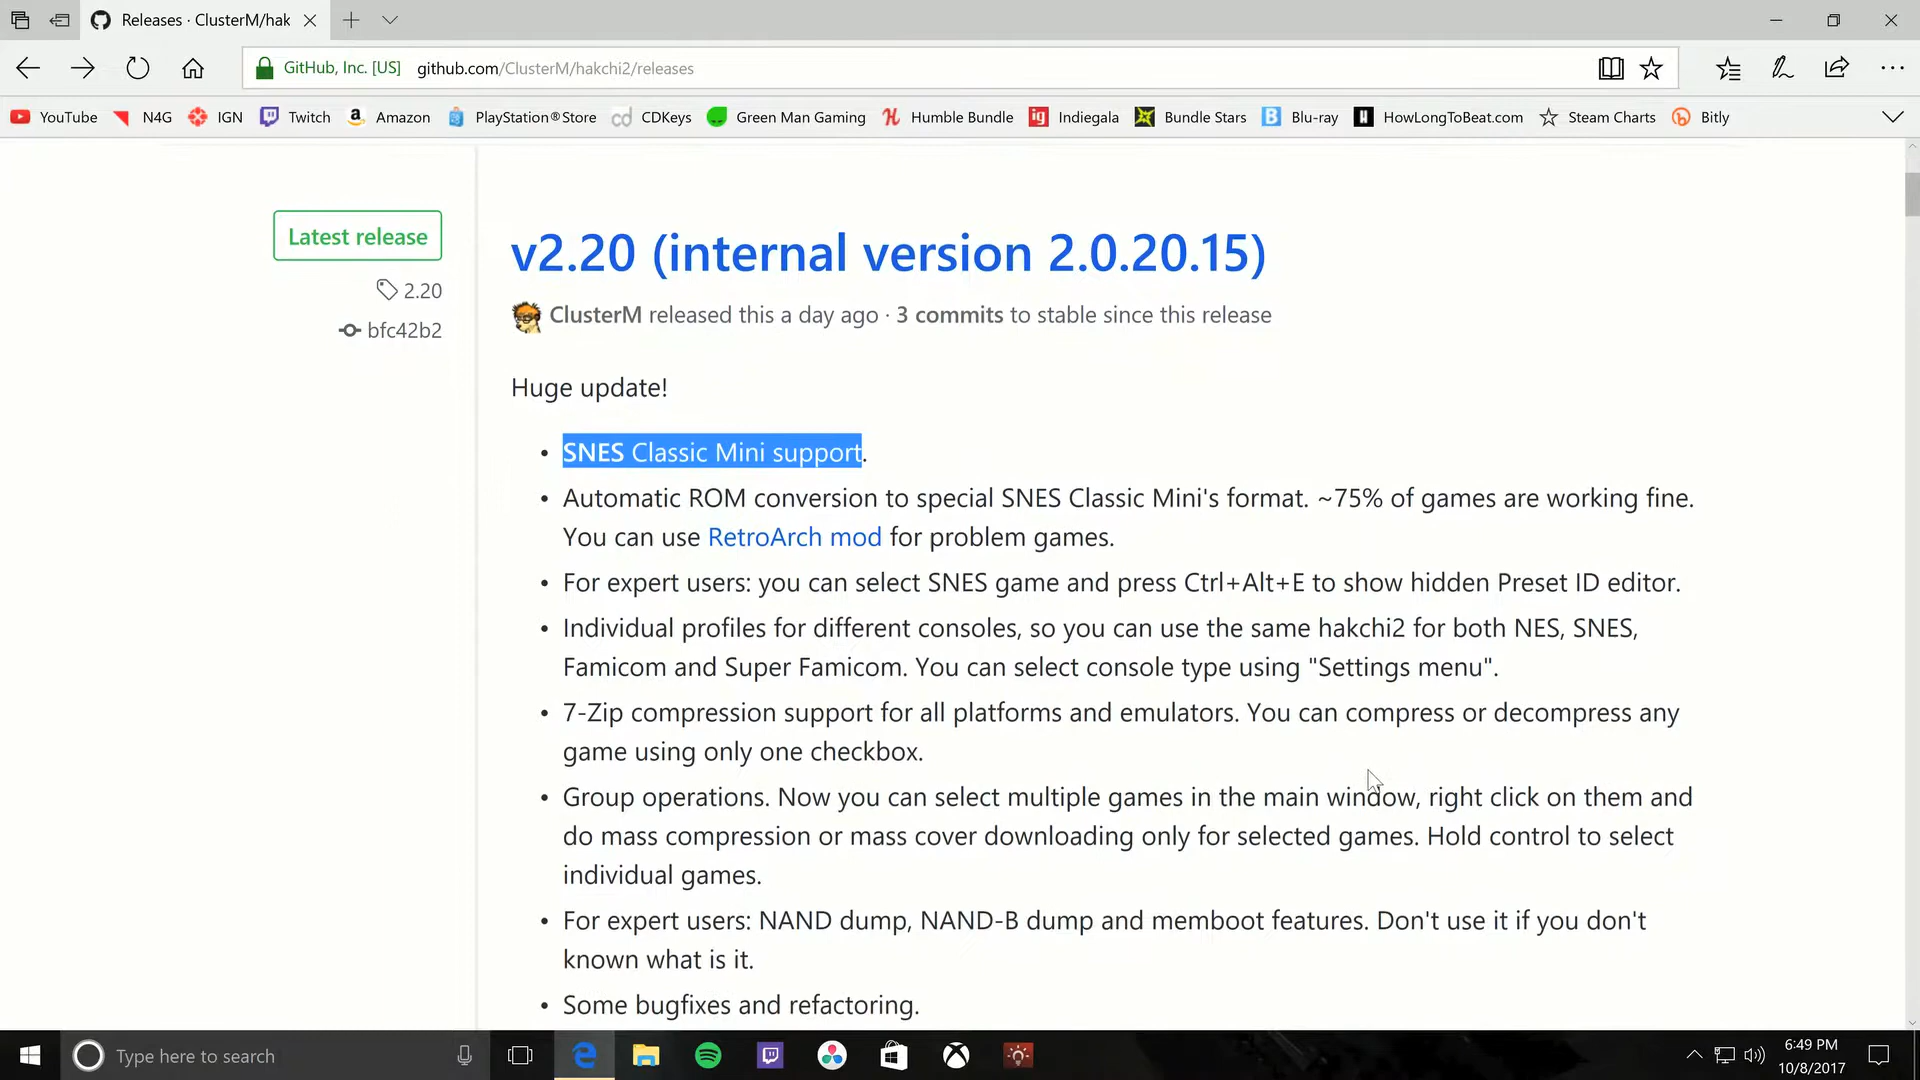 Releases · ClusterM/hak
GitHub, Inc. [US] github.com/ClusterM/hakchi2/releases
YouTube N4G IGN Twitch Amazon PlayStation®Store CDKeys Green Man Gaming Humble Bundle Indiegala Bundle Stars Blu-ray HowLongToBeat.com Steam Charts Bitly
Latest release
2.20
bfc42b2
v2.20 (internal version 2.0.20.15)
ClusterM released this a day ago · 3 commits to stable since this release
Huge update!
• SNES Classic Mini support.
• Automatic ROM conversion to special SNES Classic Mini's format. ~75% of games are working fine.
You can use RetroArch mod for problem games.
• For expert users: you can select SNES game and press Ctrl+Alt+E to show hidden Preset ID editor.
• Individual profiles for different consoles, so you can use the same hakchi2 for both NES, SNES,
Famicom and Super Famicom. You can select console type using "Settings menu".
• 7-Zip compression support for all platforms and emulators. You can compress or decompress any
game using only one checkbox.
• Group operations. Now you can select multiple games in the main window, right click on them and
do mass compression or mass cover downloading only for selected games. Hold control to select
individual games.
• For expert users: NAND dump, NAND-B dump and memboot features. Don't use it if you don't
known what is it.
• Some bugfixes and refactoring.
Type here to search
6:49 PM
10/8/2017